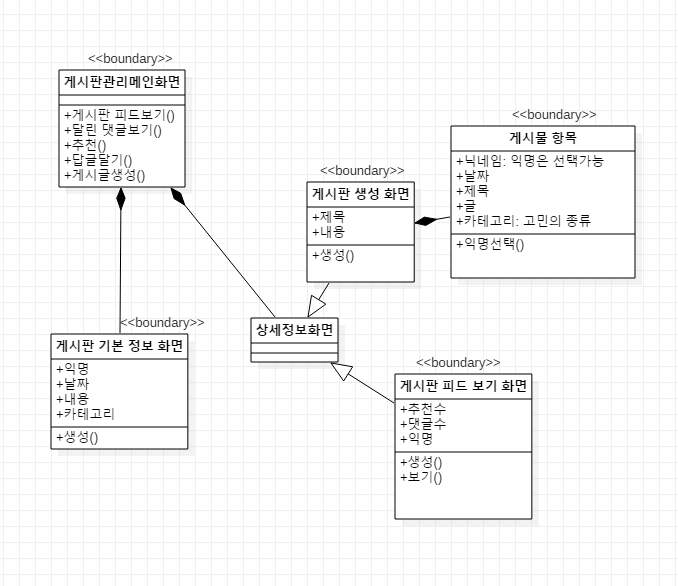 <<boundary>>
게시판관리메인화면
+게시판 피드보기()
+달린 댓글보기()
+추천()
+답글달기()
+게시글생성()
<<boundary>>
게시물 항목
+닉네임: 익명은 선택가능
+날짜
+제목
+글
+카테고리: 고민의 종류
+익명선택()
<<boundary>>
게시판 생성 화면
+제목
+내용
+생성()
<<boundary>>
게시판 기본 정보 화면
+익명
+날짜
+내용
+카테고리
+생성()
상세정보화면
<<boundary>>
게시판 피드 보기 화면
+추천수
+댓글수
+익명
+생성()
+보기()